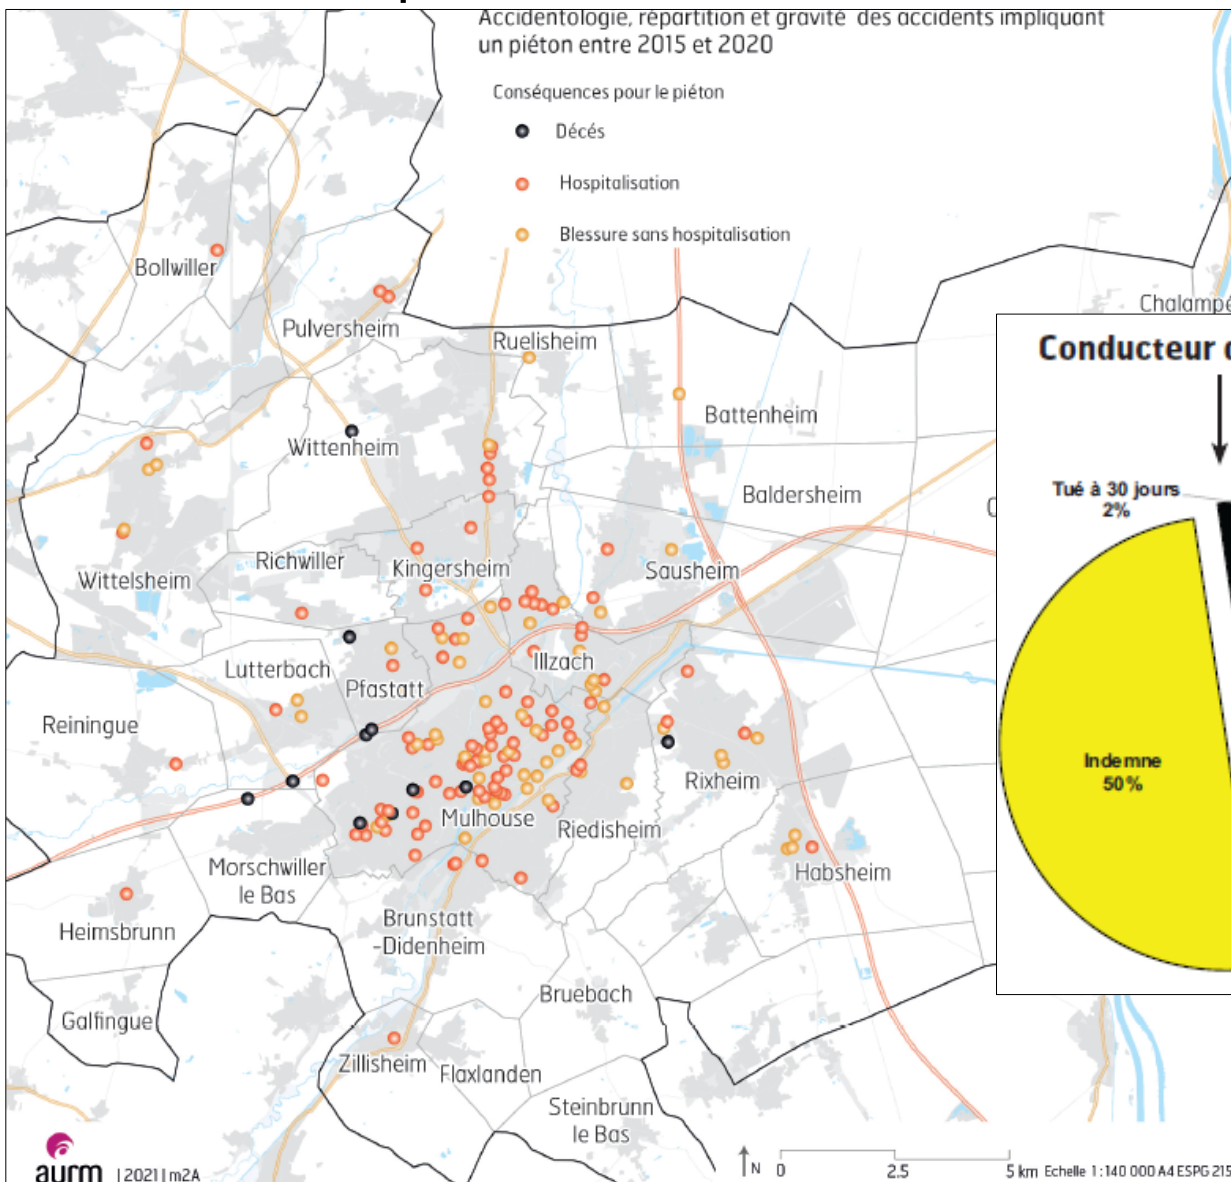 Accidentologie, répartition et gravité des accidents impliquant
un piéton entre 2015 et 2020
Conséquences pour le piéton
Décés
Hospitalisation
Blessure sans hospitalisation
Bollwiller
Chalampé
Pulversheim
Ruelisheim
Conducteur
Battenheim
Wittenheim
Tué à 30 jours
2%
Baldersheim
Richwiller
Kingersheim
Sausheim
Wittelsheim
Lutterbach
Illzach
Pfastatt
Reiningue
Indemne
50%
Rixheim
Mulhouse
Riedisheim
Morschwiller
le Bas
Habsheim
Heimsbrunn
Brunstatt
-Didenheim
Bruebach
Galfingue
Zillisheim
Flaxlanden
Steinbrunn
le Bas
aurm | 2021 | m2A
N 0 2.5 5 km Echelle 1 : 140 000 A4 ESPG 215